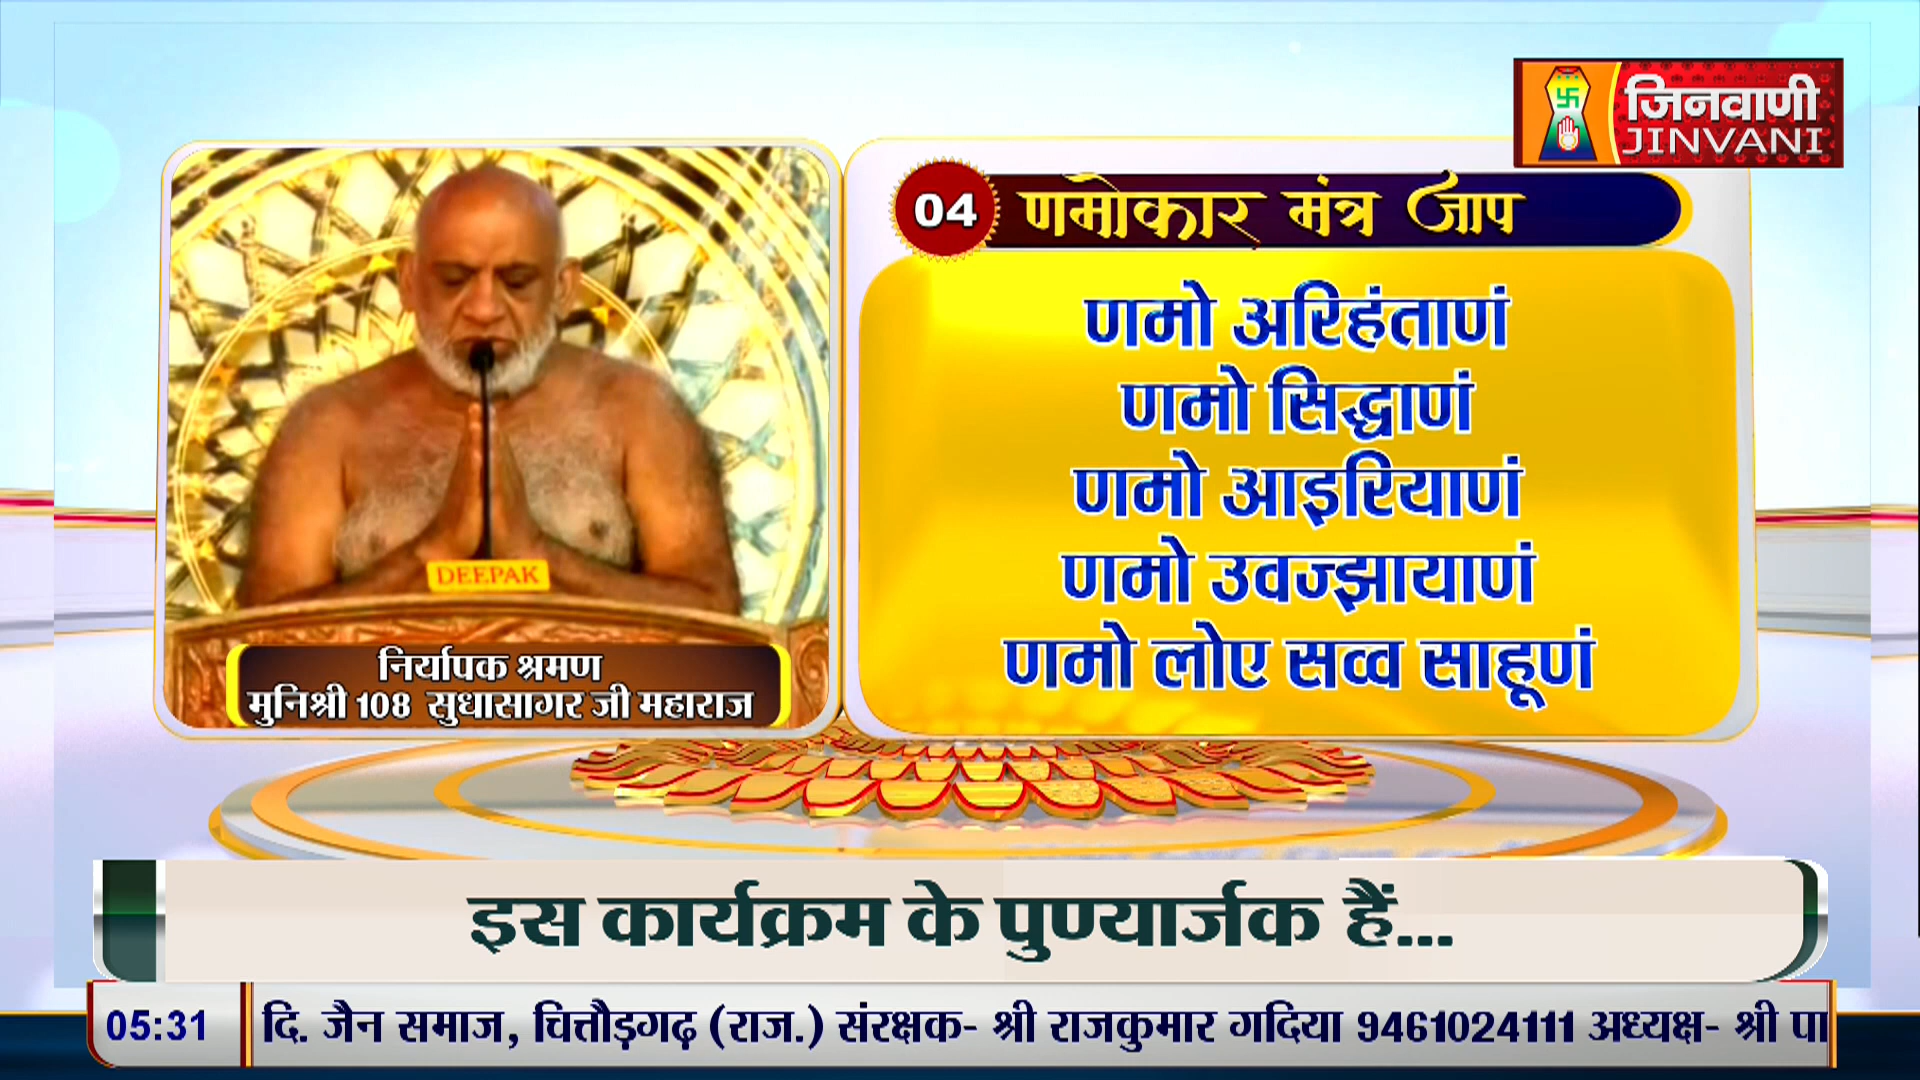 जिनवाणी
JINVANI
04 णमोकार मंत्र जाप
णमो अरिहंताणं
णमो सिद्धाणं
णमो आइरियाणं
णमो उवज्झायाणं
णमो लोए सव्व साहूणं
DEEPAK
निर्यापक श्रमण
मुनिश्री 108 सुधासागर जी महाराज
इस कार्यक्रम के पुण्यार्जक हैं...
05:31 दि. जैन समाज, चित्तौड़गढ़ (राज.) संरक्षक- श्री राजकुमार गदिया 9461024111 अध्यक्ष- श्री पा